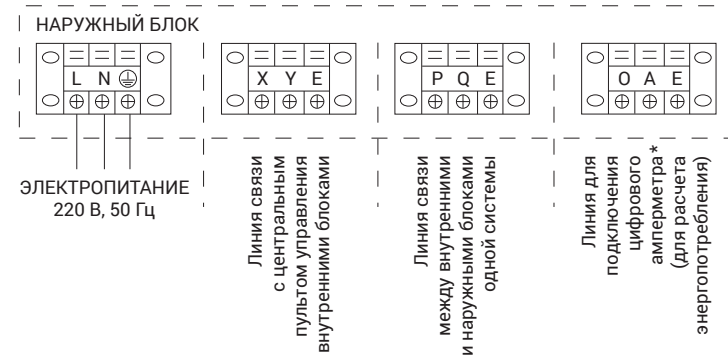 НАРУЖНЫЙ БЛОК
L N
X Y E
P Q E
O A E
ЭЛЕКТРОПИТАНИЕ
220 В, 50 Гц
Линия связи
с центральным
пультом управления
внутренними блоками
Линия связи
между внутренними
и наружными блоками
одной системы
Линия для
подключения
цифрового
амперметра*
(для расчета
энергопотребления)